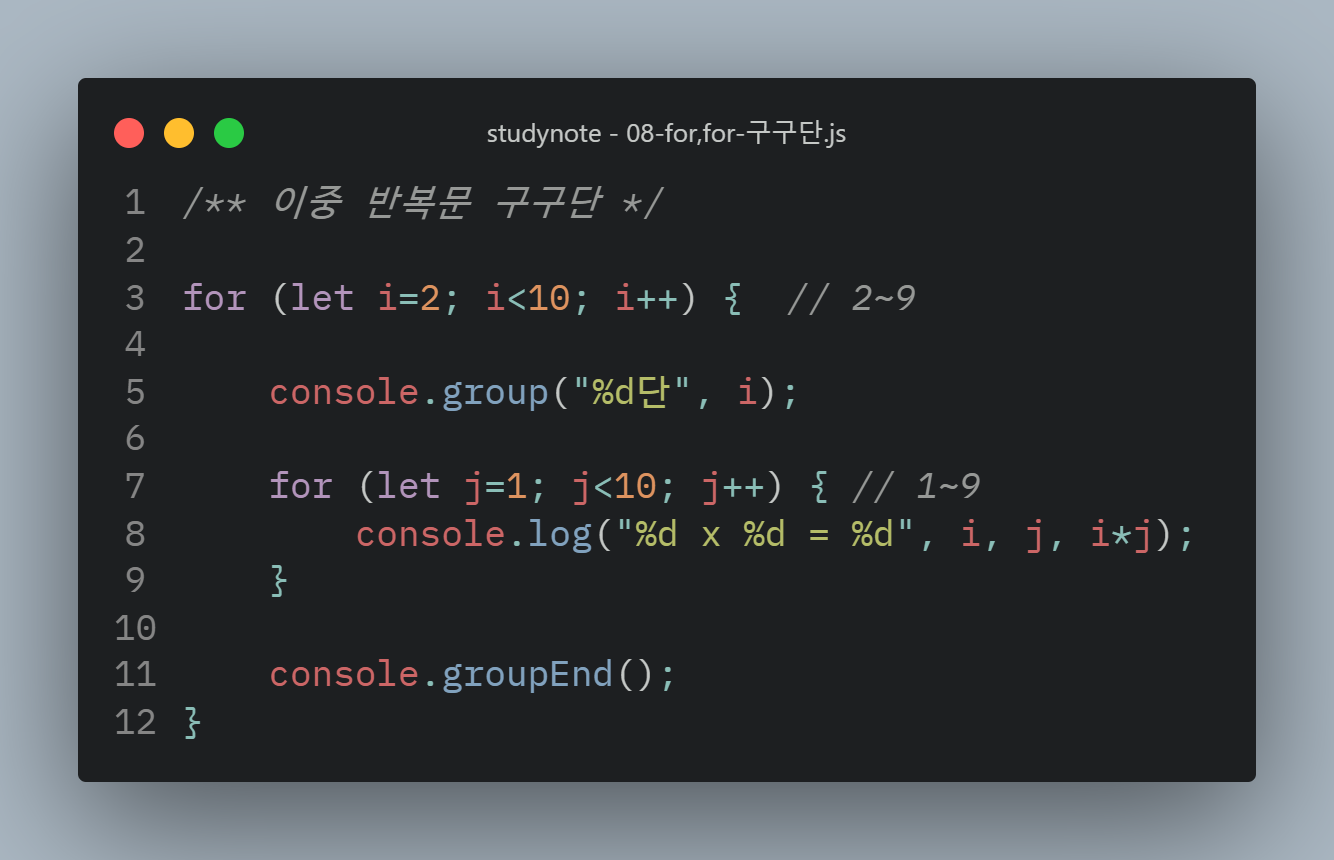 studynote - 08-for,for-구구단.js
1 /** 이중 반복문 구구단 */
2
3 for (let i=2; i<10; i++) {  // 2~9
4
5     console.group("%d단", i);
6
7     for (let j=1; j<10; j++) { // 1~9
8         console.log("%d x %d = %d", i, j, i*j);
9     }
10
11     console.groupEnd();
12 }